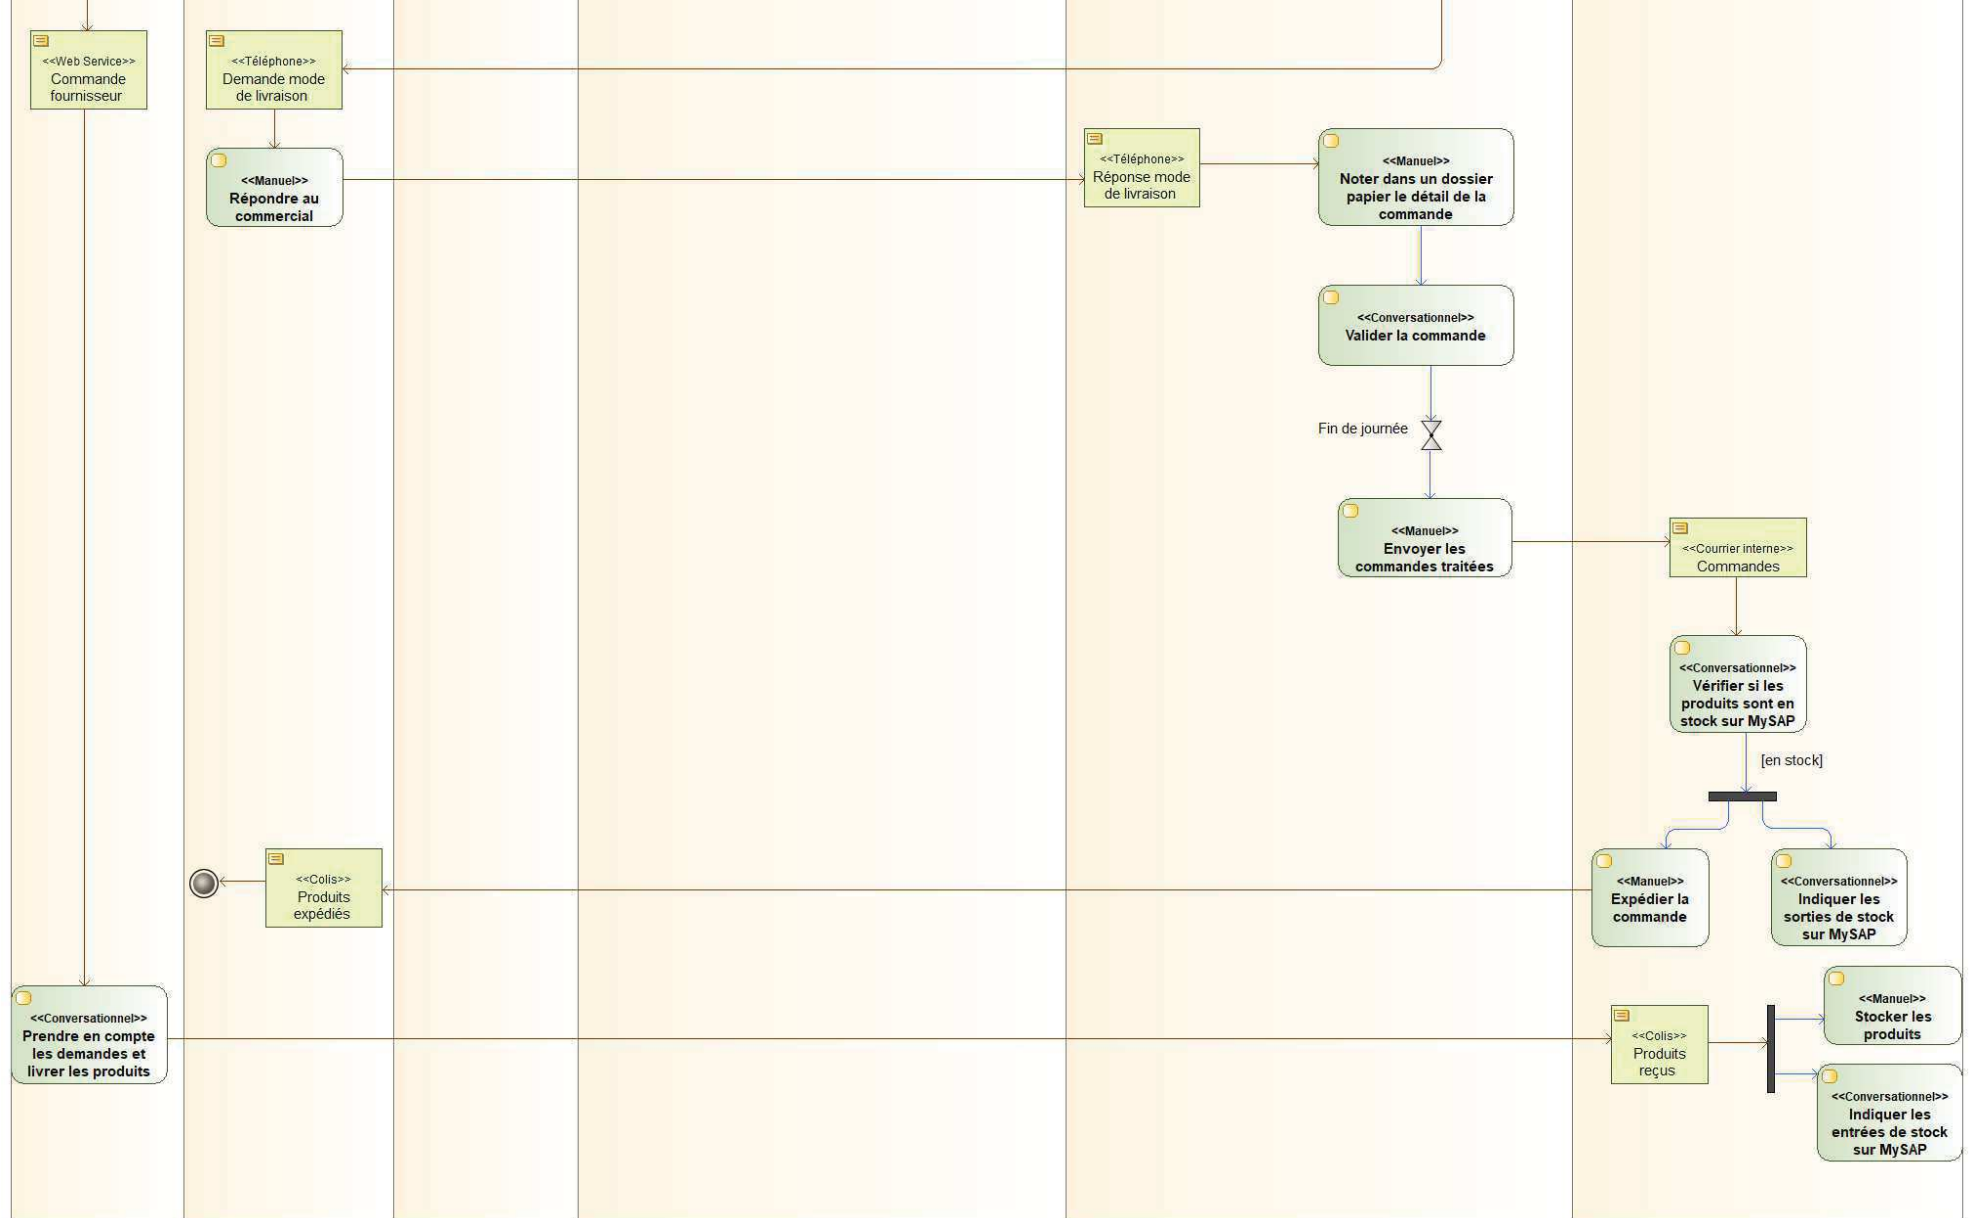 <<Web Service>>
Commande
fournisseur
<<Téléphone>>
Demande mode
de livraison
<<Manuel>>
Répondre au
commercial
<<Téléphone>>
Réponse mode
de livraison
<<Manuel>>
Noter dans un dossier
papier le détail de la
commande
<<Conversationnel>>
Valider la commande
Fin de journée
<<Manuel>>
Envoyer les
commandes traitées
<<Courrier interne>>
Commandes
<<Conversationnel>>
Vérifier si les
produits sont en
stock sur MySAP
[en stock]
<<Colis>>
Produits
expédiés
<<Manuel>>
Expédier la
commande
<<Conversationnel>>
Indiquer les
sorties de stock
sur MySAP
<<Conversationnel>>
Prendre en compte
les demandes et
livrer les produits
<<Colis>>
Produits
reçus
<<Manuel>>
Stocker les
produits
<<Conversationnel>>
Indiquer les
entrées de stock
sur MySAP